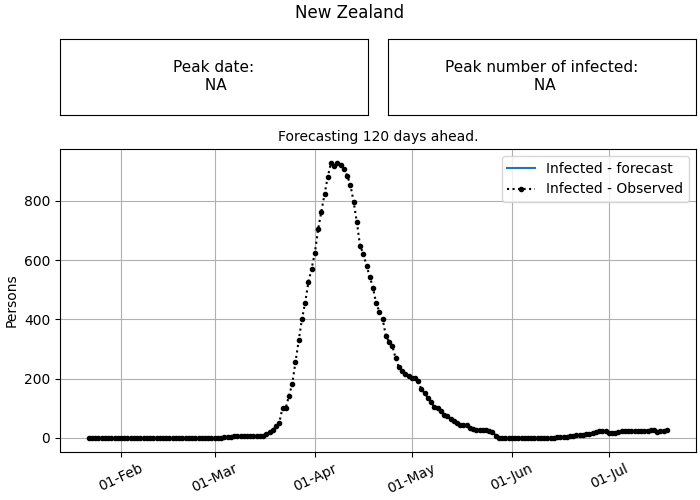 New Zealand
Peak date:
NA
Peak number of infected:
NA
Forecasting 120 days ahead.
Infected - forecast
Infected - Observed
Persons
800
600
400
200
0
01-Feb
01-Mar
01-Apr
01-May
01-Jun
01-Jul